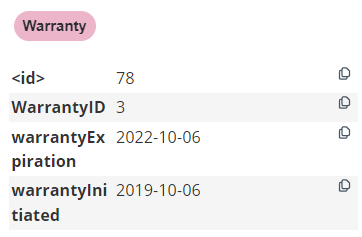 Warranty
<id> 78
WarrantyID 3
warrantyEx 2022-10-06
piration
warrantyIni 2019-10-06
tiated